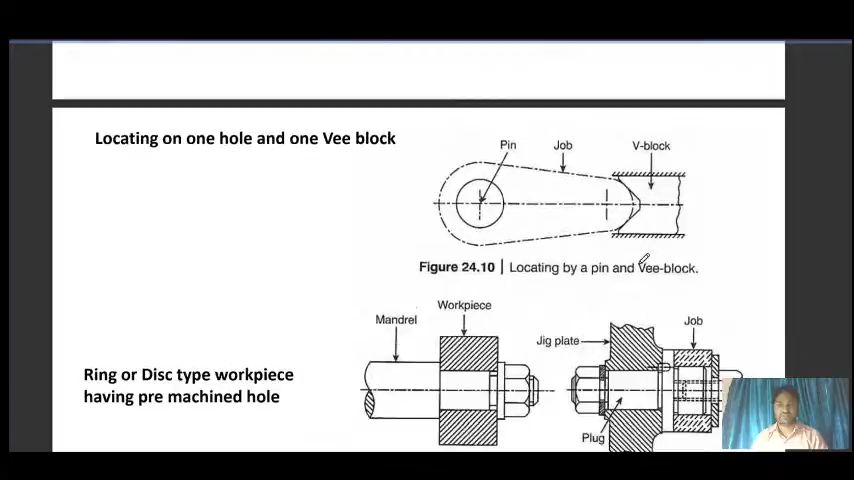 Locating on one hole and one Vee block
Pin
Job
V-block
Figure 24.10 | Locating by a pin and Vee-block.
Workpiece
Mandrel
Jig plate
Job
Ring or Disc type workpiece
having pre machined hole
Plug